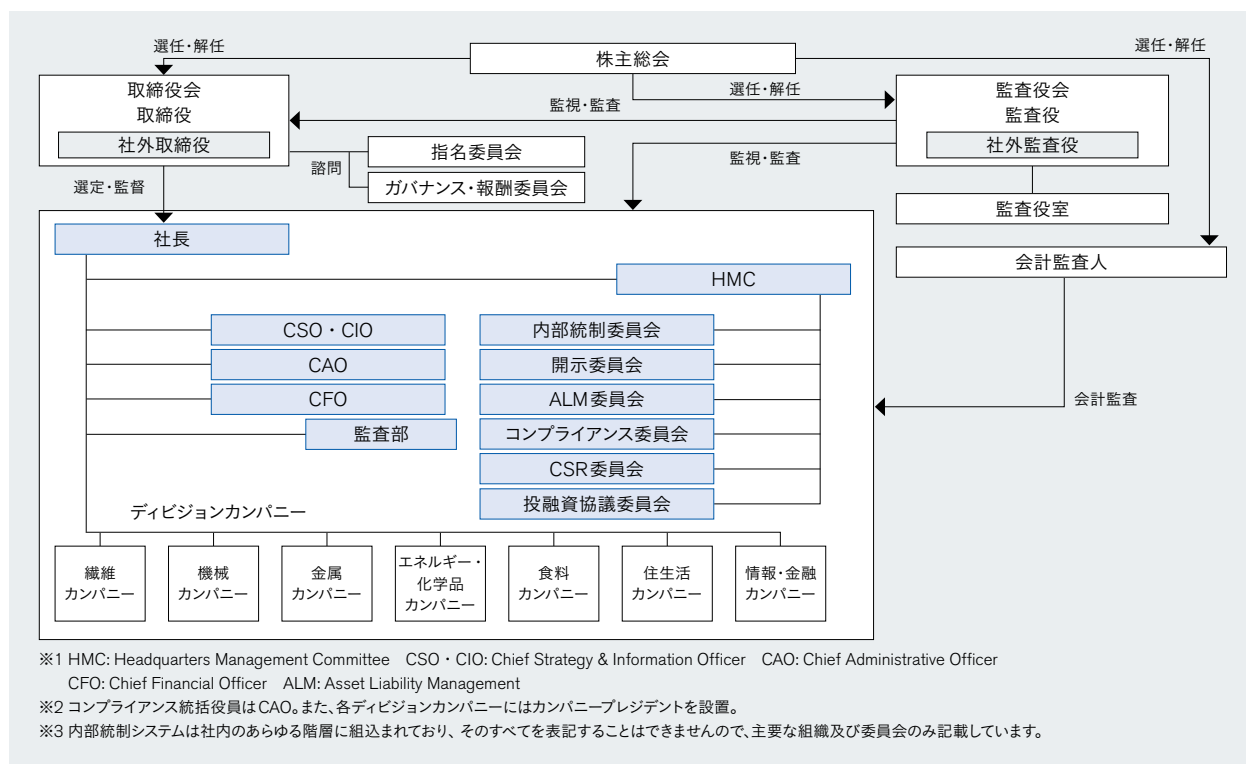 選任・解任
株主総会
選任・解任
取締役会
取締役
社外取締役
選任・解任
監視・監査
監査役会
監査役
社外監査役
諮問
指名委員会
ガバナンス・報酬委員会
監視・監査
選定・監督
監査役室
社長
会計監査人
HMC
CSO・CIO
内部統制委員会
CAO
開示委員会
CFO
ALM委員会
会計監査
監査部
コンプライアンス委員会
CSR委員会
投融資協議委員会
ディビジョンカンパニー
繊維
カンパニー
機械
カンパニー
金属
カンパニー
エネルギー・
化学品
カンパニー
食料
カンパニー
住生活
カンパニー
情報・金融
カンパニー
※1 HMC: Headquarters Management Committee　CSO・CIO: Chief Strategy & Information Officer　CAO: Chief Administrative Officer
CFO: Chief Financial Officer　ALM: Asset Liability Management
※2 コンプライアンス統括役員はCAO。また、各ディビジョンカンパニーにはカンパニープレジデントを設置。
※3 内部統制システムは社内のあらゆる階層に組込まれており、そのすべてを表記することはできませんので、主要な組織及び委員会のみ記載しています。